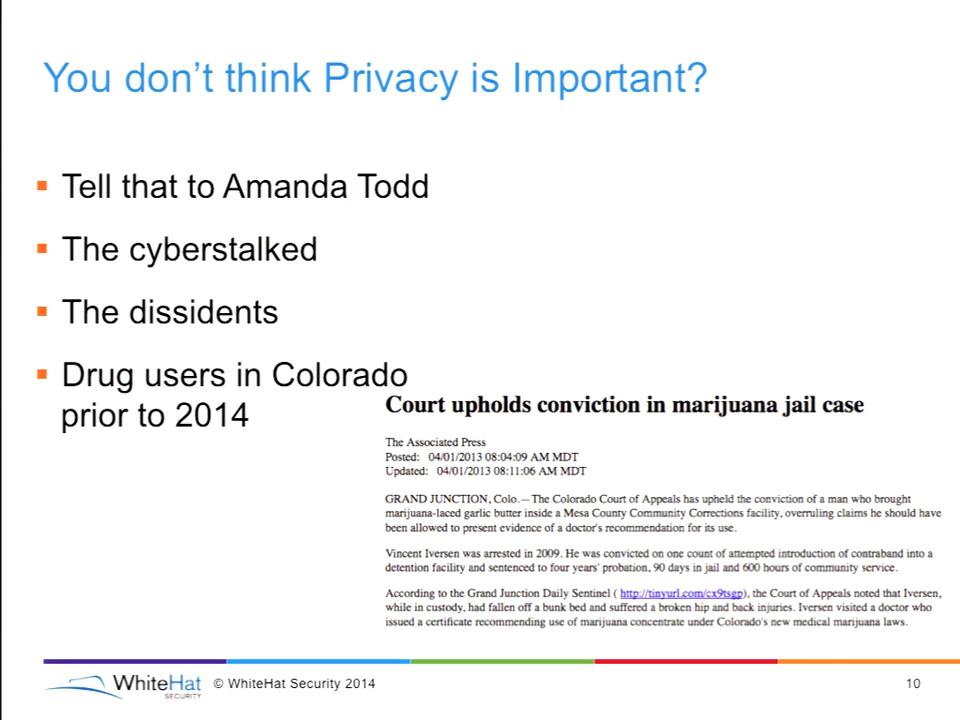 You don't think Privacy is Important?
Tell that to Amanda Todd
The cyberstalked
The dissidents
Drug users in Colorado
prior to 2014
Court upholds conviction in marijuana jail case
The Associated Press
Posted: 04/01/2013 08:04:09 AM MDT
Updated: 04/01/2013 08:11:06 AM MDT
GRAND JUNCTION, Colo.—The Colorado Court of Appeals has upheld the conviction of a man who brought
marijuana-laced garlic butter inside a Mesa County Community Corrections facility, overruling claims he should have
been allowed to present evidence of a doctor's recommendation for its use.
Vincent Iversen was arrested in 2009. He was convicted on one count of attempted introduction of contraband into a
detention facility and sentenced to four years' probation, 90 days in jail and 600 hours of community service.
According to the Grand Junction Daily Sentinel ( http://tinyurl.com/cx9tsgp), the Court of Appeals noted that Iversen,
while in custody, had fallen off a bunk bed and suffered a broken hip and back injuries. Iversen visited a doctor who
issued a certificate recommending use of marijuana concentrate under Colorado's new medical marijuana laws.
WhiteHat
SECURITY
© WhiteHat Security 2014
10